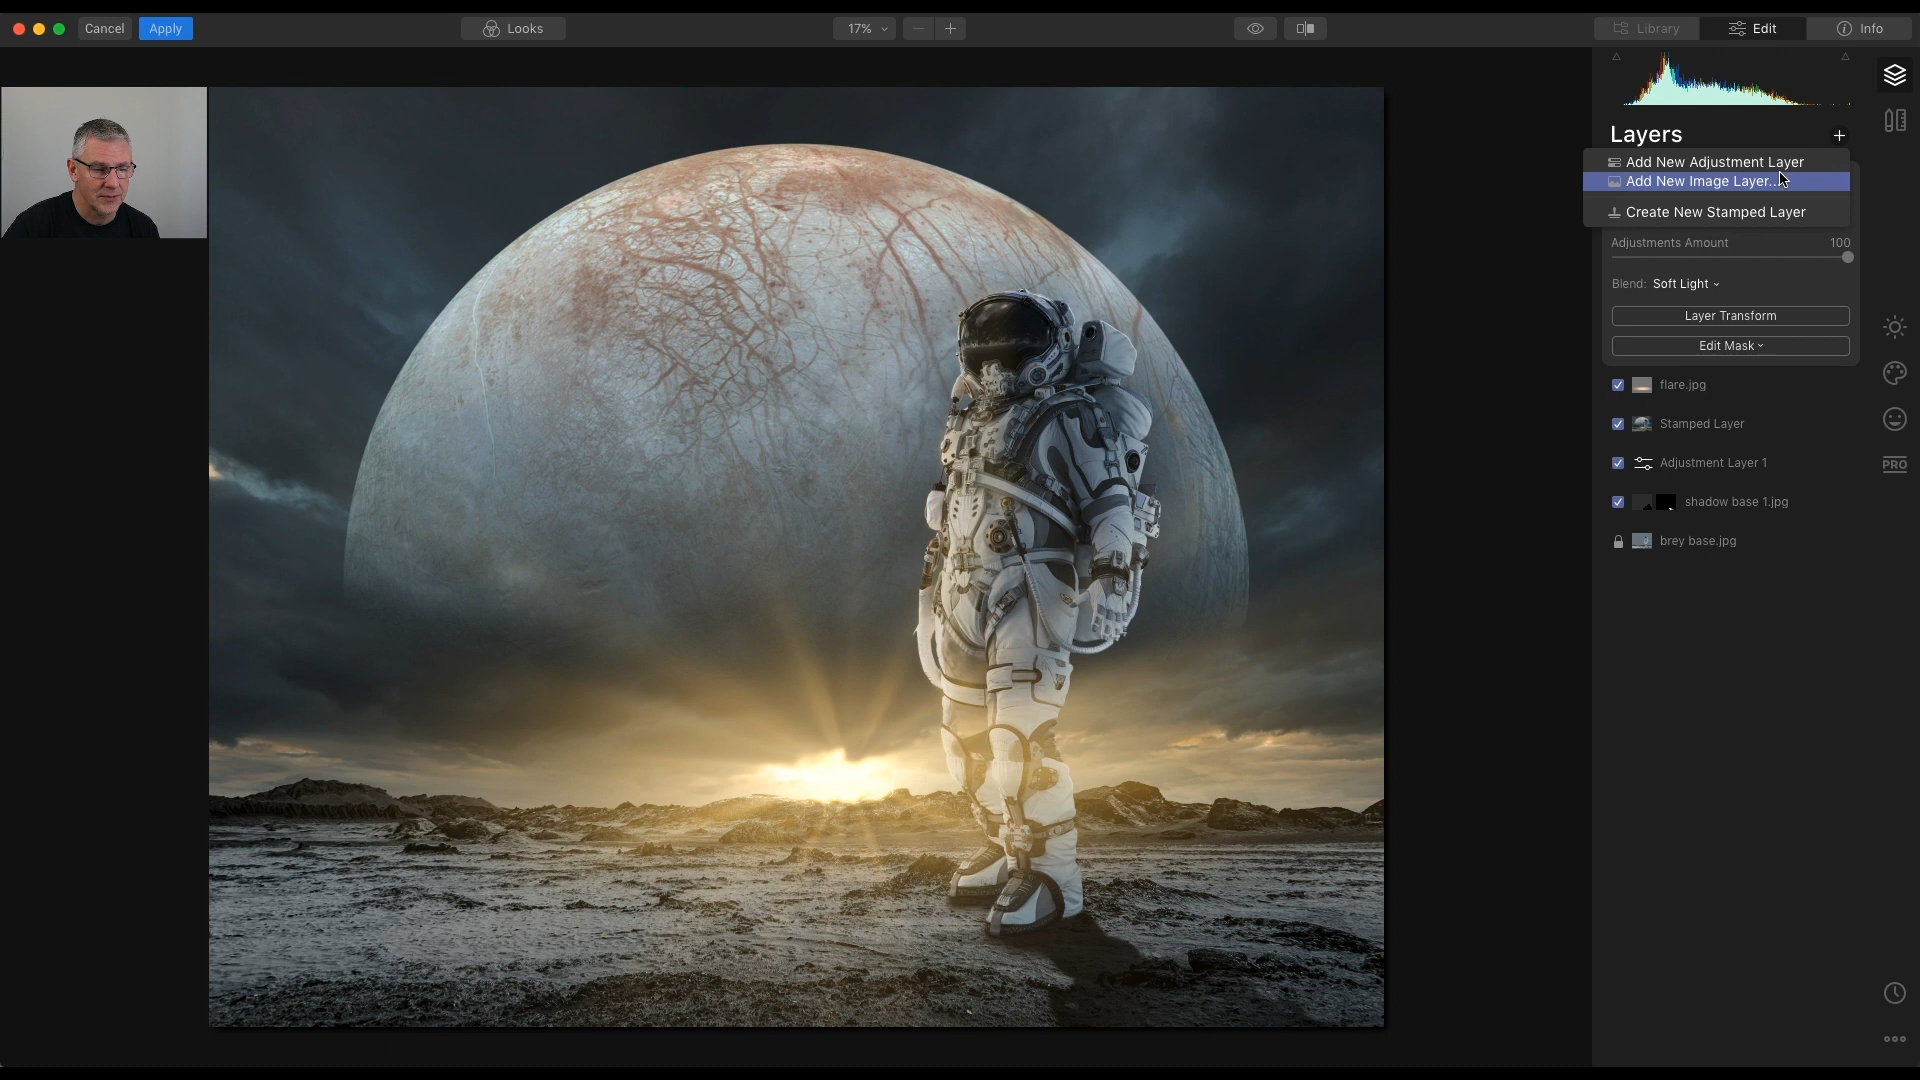 Cancel
Apply
Looks
17%
Library
Edit
Info
Layers
Add New Adjustment Layer
Add New Image Layer...
Create New Stamped Layer
Adjustments Amount 100
Blend: Soft Light
Layer Transform
Edit Mask
flare.jpg
Stamped Layer
Adjustment Layer 1
shadow base 1.jpg
brey base.jpg
PRO